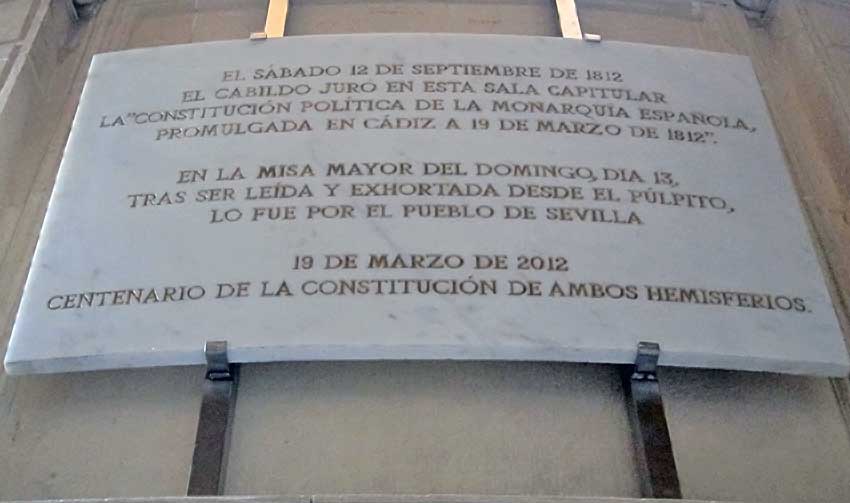 EL SÁBADO 12 DE SEPTIEMBRE DE 1812
EL CABILDO JURÓ EN ESTA SALA CAPITULAR
LA "CONSTITUCIÓN POLÍTICA DE LA MONARQUÍA ESPAÑOLA,
PROMULGADA EN CÁDIZ A 19 DE MARZO DE 1812".
EN LA MISA MAYOR DEL DOMINGO, DIA 13,
TRAS SER LEÍDA Y EXHORTADA DESDE EL PÚLPITO,
LO FUE POR EL PUEBLO DE SEVILLA
19 DE MARZO DE 2012
CENTENARIO DE LA CONSTITUCIÓN DE AMBOS HEMISFERIOS.